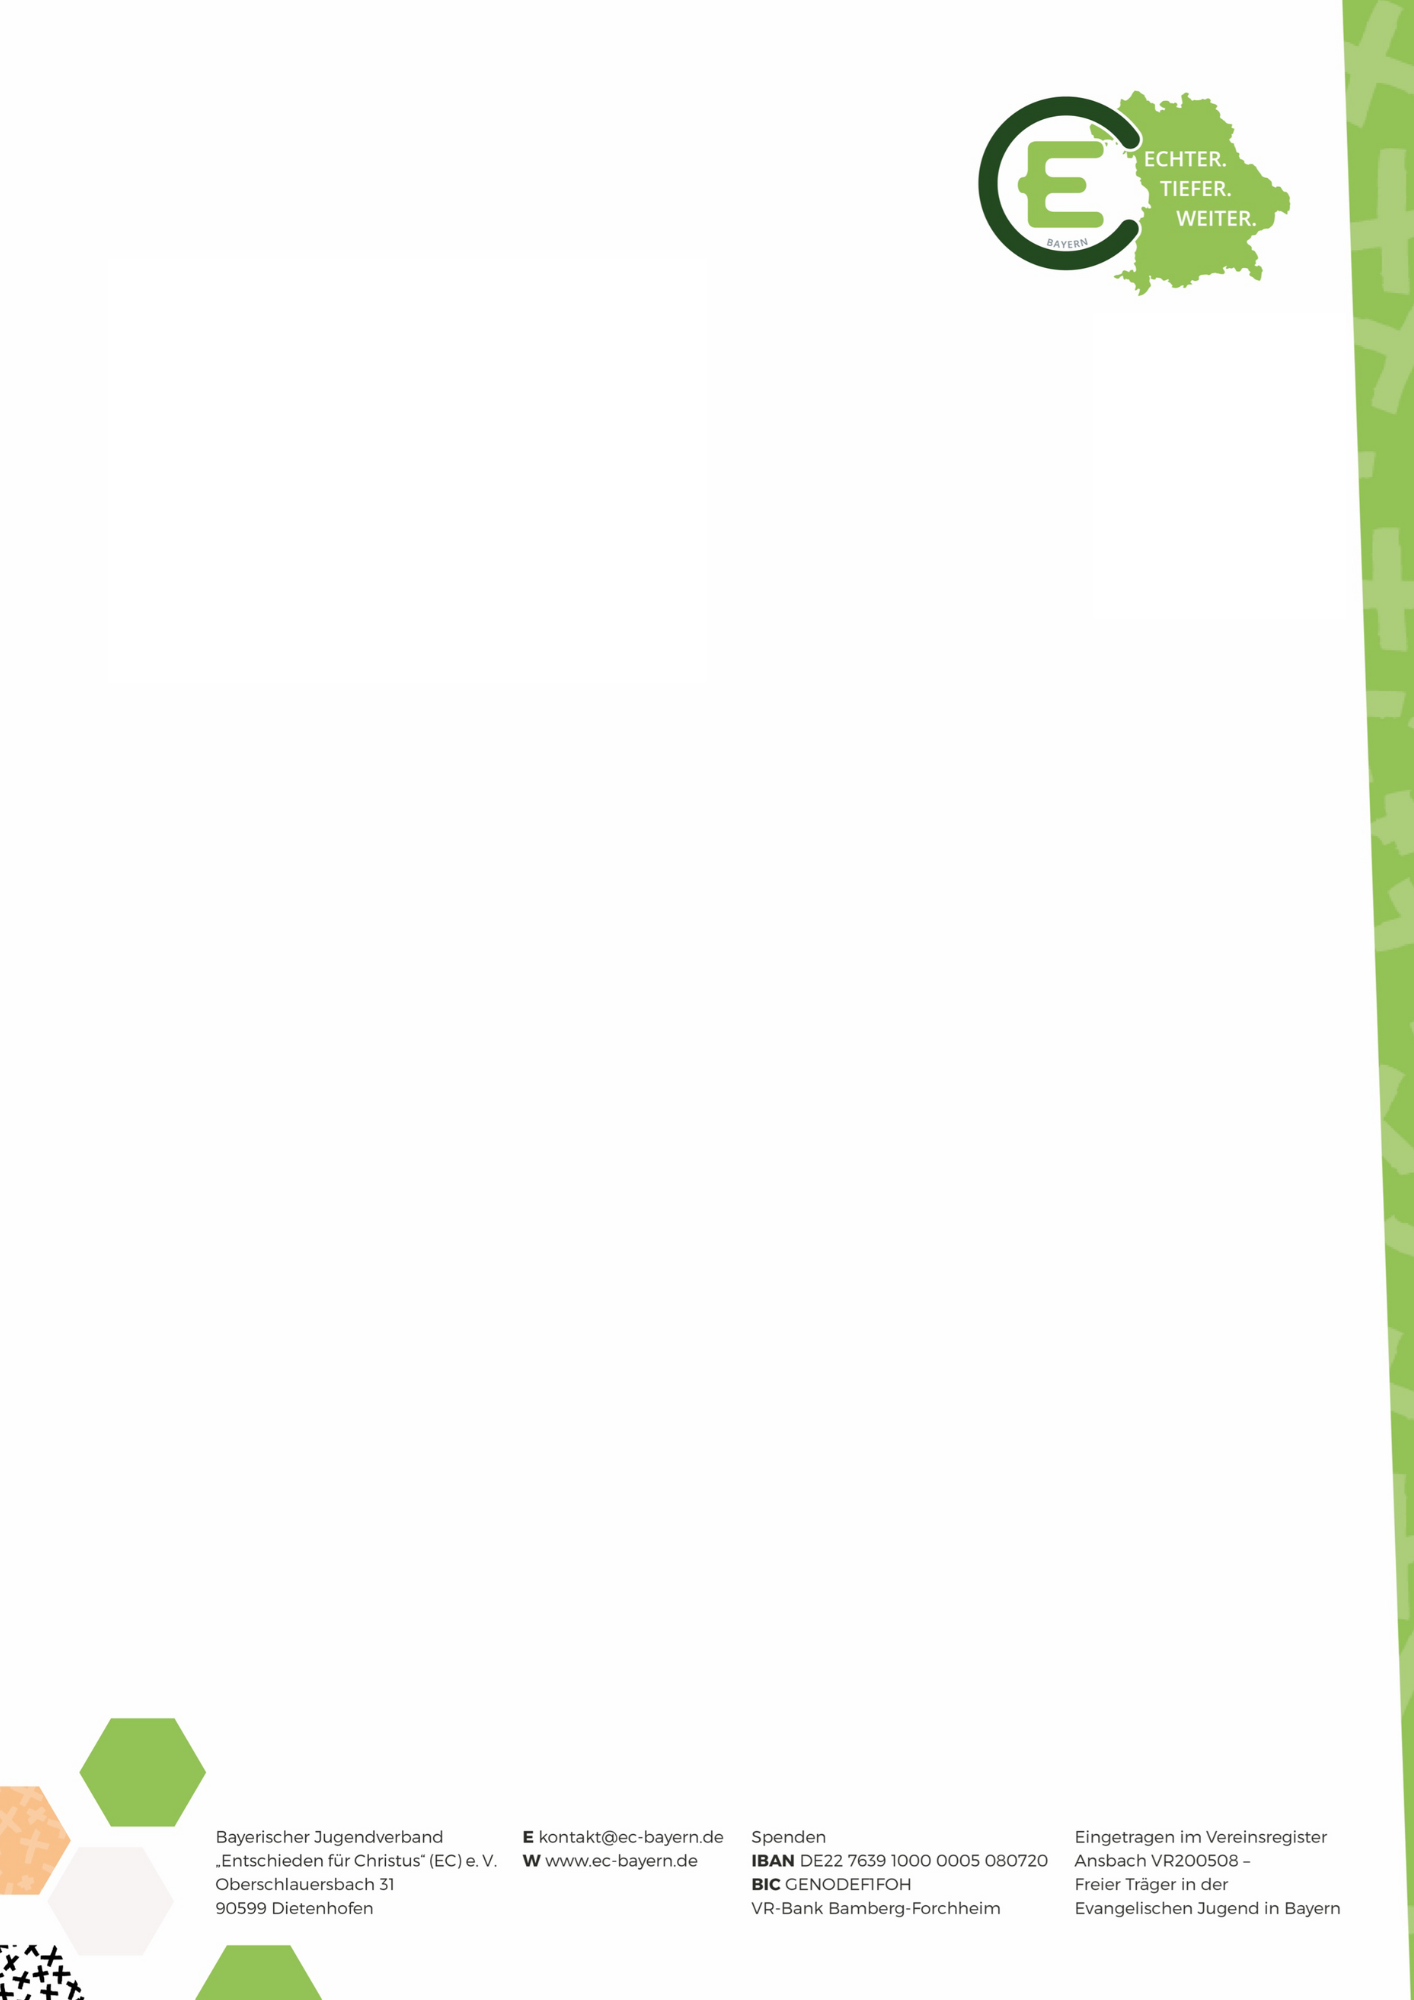 ECHTER.
TIEFER.
WEITER.
E
BAYERN
Bayerischer Jugendverband
„Entschieden für Christus“ (EC) e. V.
Oberschlauersbach 31
90599 Dietenhofen
E kontakt@ec-bayern.de
W www.ec-bayern.de
Spenden
IBAN DE22 7639 1000 0005 080720
BIC GENODEF1FOH
VR-Bank Bamberg-Forchheim
Eingetragen im Vereinsregister
Ansbach VR200508 –
Freier Träger in der
Evangelischen Jugend in Bayern